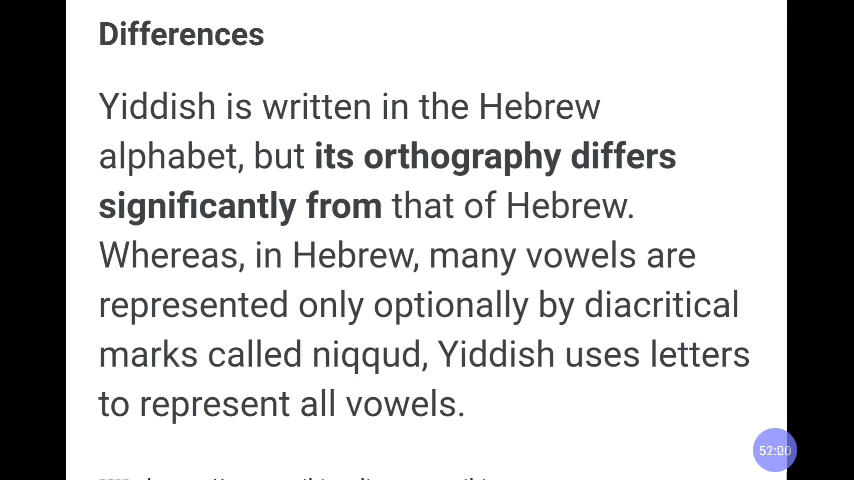 Differences
Yiddish is written in the Hebrew
alphabet, but its orthography differs
significantly from that of Hebrew.
Whereas, in Hebrew, many vowels are
represented only optionally by diacritical
marks called niqqud, Yiddish uses letters
to represent all vowels.